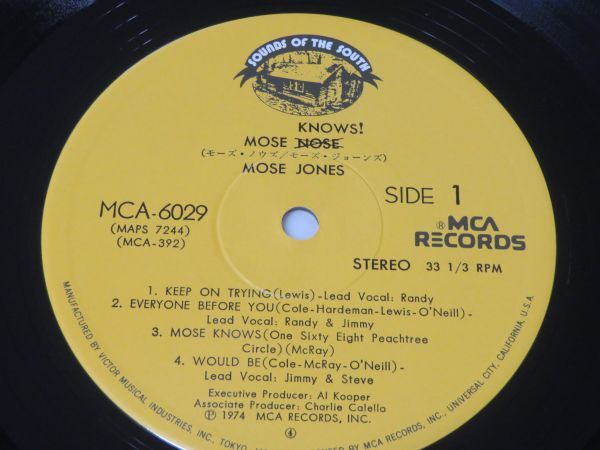 SOUNDS OF THE SOUTH
KNOWS!
MOSE NOSE
(モーズ・ノウズ/モーズ・ジョーンズ)
MOSE JONES
SIDE 1
MCA-6029
(MAPS 7244)
(MCA-392)
® MCA
RECORDS
STEREO 33 1/3 RPM
1. KEEP ON TRYING(Lewis)-Lead Vocal: Randy
2. EVERYONE BEFORE YOU(Cole-Hardeman-Lewis-O'Neill)-
Lead Vocal: Randy & Jimmy
3. MOSE KNOWS(One Sixty Eight Peachtree
Circle)(McRay)
4. WOULD BE(Cole-McRay-O'Neill)-
Lead Vocal: Jimmy & Steve
Executive Producer: Al Kooper
Associate Producer: Charlie Calello
Ⓟ 1974 MCA RECORDS, INC.
④
MANUFACTURED BY VICTOR MUSICAL INDUSTRIES, INC., TOKYO, BY MCA RECORDS, INC., UNIVERSAL CITY, CALIFORNIA, U.S.A.